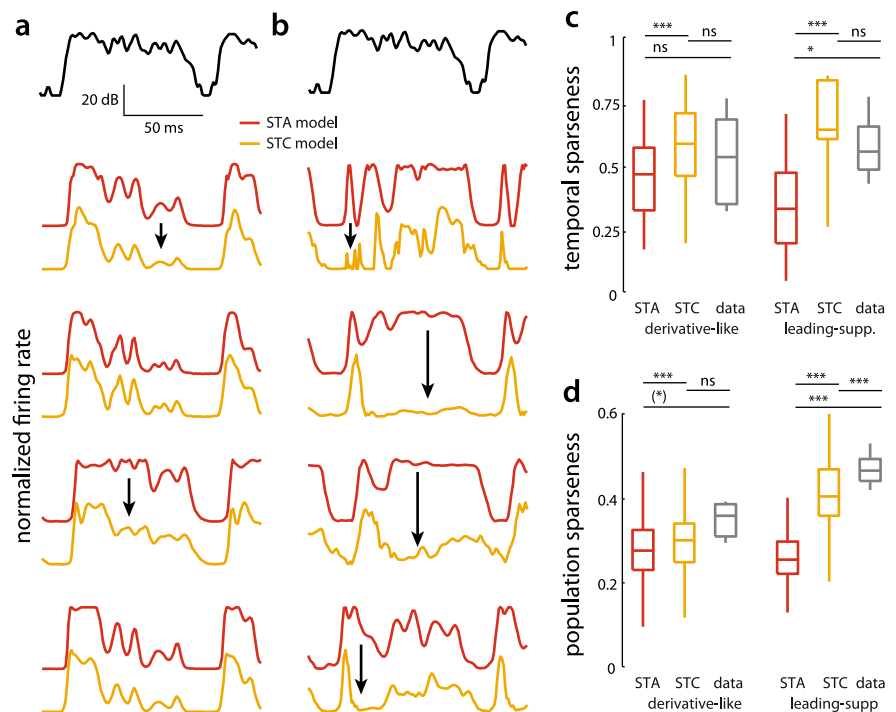 a
b
20 dB
50 ms
STA model
STC model
normalized firing rate
c
***
ns
ns
***
ns
*
1
0.75
0.5
0.25
0
temporal sparseness
STA STC data
derivative-like
STA STC data
leading-supp.
d
***
ns
(*)
***
***
***
0.6
0.4
0.2
0
population sparseness
STA STC data
derivative-like
STA STC data
leading-supp